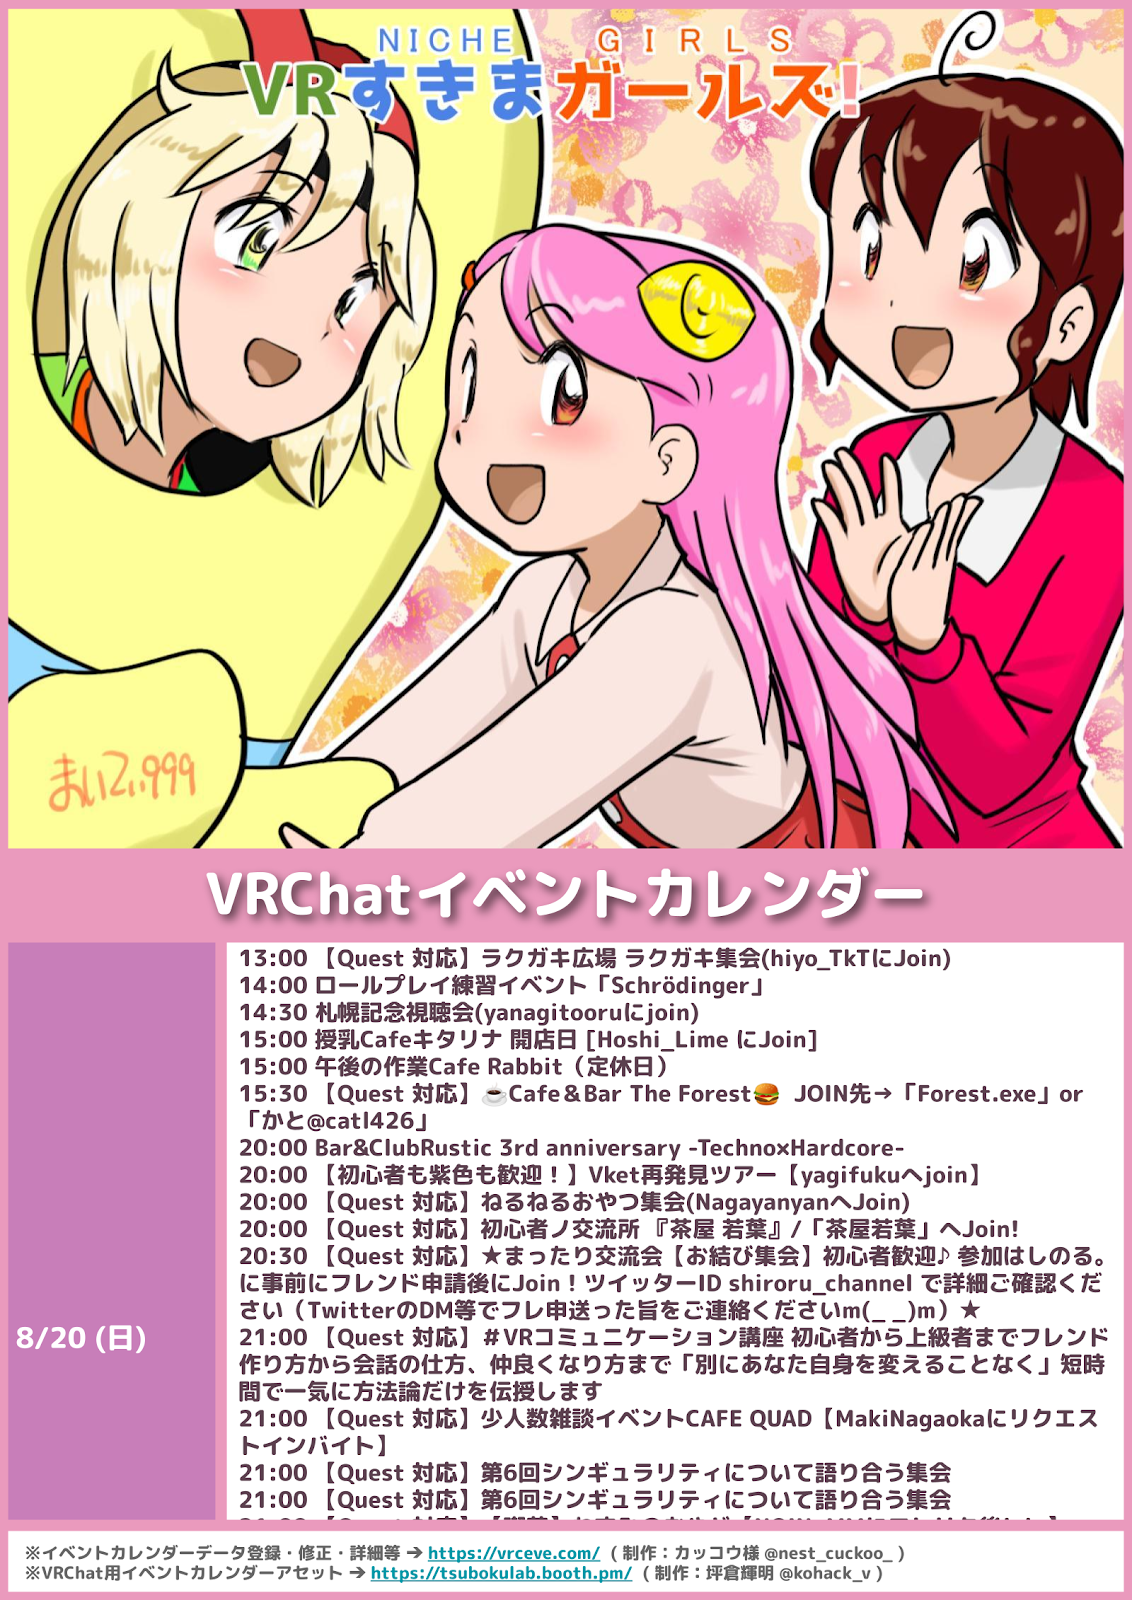 NICHE GIRLS
VRすきまガールズ!
まいてぃ999
VRChatイベントカレンダー
8/20 (日)
13:00 【Quest 対応】ラクガキ広場 ラクガキ集会(hiyo_TkTにJoin)
14:00 ロールプレイ練習イベント「Schrödinger」
14:30 札幌記念視聴会(yanagitooruにjoin)
15:00 授乳Cafeキタリナ 開店日 [Hoshi_Lime にJoin]
15:00 午後の作業Cafe Rabbit（定休日）
15:30 【Quest 対応】☕Cafe＆Bar The Forest🍔 JOIN先→「Forest.exe」or
「かと@catl426」
20:00 Bar&ClubRustic 3rd anniversary -Techno×Hardcore-
20:00 【初心者も紫色も歓迎！】Vket再発見ツアー【yagifukuへjoin】
20:00 【Quest 対応】ねるねるおやつ集会(NagayanyanへJoin)
20:00 【Quest 対応】初心者ノ交流所 『茶屋 若葉』/「茶屋若葉」へJoin!
20:30 【Quest 対応】★まったり交流会【お結び集会】初心者歓迎♪ 参加はしのる。
に事前にフレンド申請後にJoin！ツイッターID shiroru_channel で詳細ご確認くだ
さい（TwitterのDM等でフレ申送った旨をご連絡くださいm(_ _)m）★
21:00 【Quest 対応】＃VRコミュニケーション講座 初心者から上級者までフレンド
作り方から会話の仕方、仲良くなり方まで「別にあなた自身を変えることなく」短時
間で一気に方法論だけを伝授します
21:00 【Quest 対応】少人数雑談イベントCAFE QUAD【MakiNagaokaにリクエス
トインバイト】
21:00 【Quest 対応】第6回シンギュラリティについて語り合う集会
21:00 【Quest 対応】第6回シンギュラリティについて語り合う集会
※イベントカレンダーデータ登録・修正・詳細等 ➔ https://vrceve.com/ （制作：カッコウ様 @nest_cuckoo_ ）
※VRChat用イベントカレンダーアセット ➔ https://tsubokulab.booth.pm/ （制作：坪倉輝明 @kohack_v ）